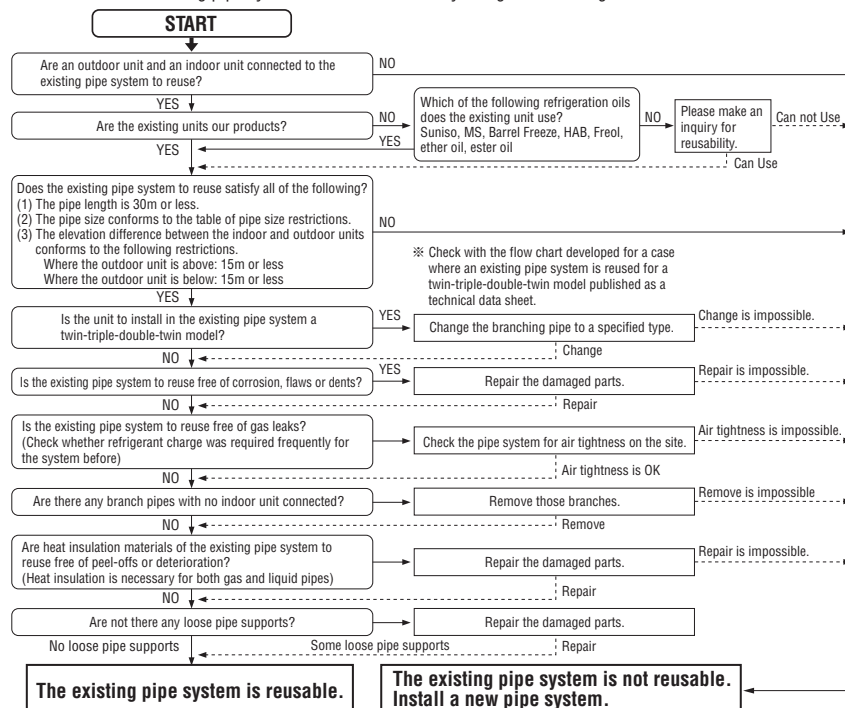 START
Are an outdoor unit and an indoor unit connected to the
existing pipe system to reuse?
NO
YES
Are the existing units our products?
NO
Which of the following refrigeration oils
does the existing unit use?
Suniso, MS, Barrel Freeze, HAB, Freol,
ether oil, ester oil
NO
Please make an
inquiry for
reusability.
Can not Use
YES
YES
Can Use
Does the existing pipe system to reuse satisfy all of the following?
(1) The pipe length is 30m or less.
(2) The pipe size conforms to the table of pipe size restrictions.
(3) The elevation difference between the indoor and outdoor units
conforms to the following restrictions.
Where the outdoor unit is above: 15m or less
Where the outdoor unit is below: 15m or less
NO
※ Check with the flow chart developed for a case
where an existing pipe system is reused for a
twin-triple-double-twin model published as a
technical data sheet.
YES
Is the unit to install in the existing pipe system a
twin-triple-double-twin model?
YES
Change the branching pipe to a specified type.
Change is impossible.
NO
Change
Is the existing pipe system to reuse free of corrosion, flaws or dents?
YES
Repair the damaged parts.
Repair is impossible.
NO
Repair
Is the existing pipe system to reuse free of gas leaks?
(Check whether refrigerant charge was required frequently for
the system before)
Check the pipe system for air tightness on the site.
Air tightness is impossible.
NO
Air tightness is OK
Are there any branch pipes with no indoor unit connected?
Remove those branches.
Remove is impossible
NO
Remove
Are heat insulation materials of the existing pipe system to
reuse free of peel-offs or deterioration?
(Heat insulation is necessary for both gas and liquid pipes)
Repair the damaged parts.
Repair is impossible.
NO
Repair
Are not there any loose pipe supports?
Repair the damaged parts.
No loose pipe supports
Some loose pipe supports
Repair
The existing pipe system is reusable.
The existing pipe system is not reusable.
Install a new pipe system.